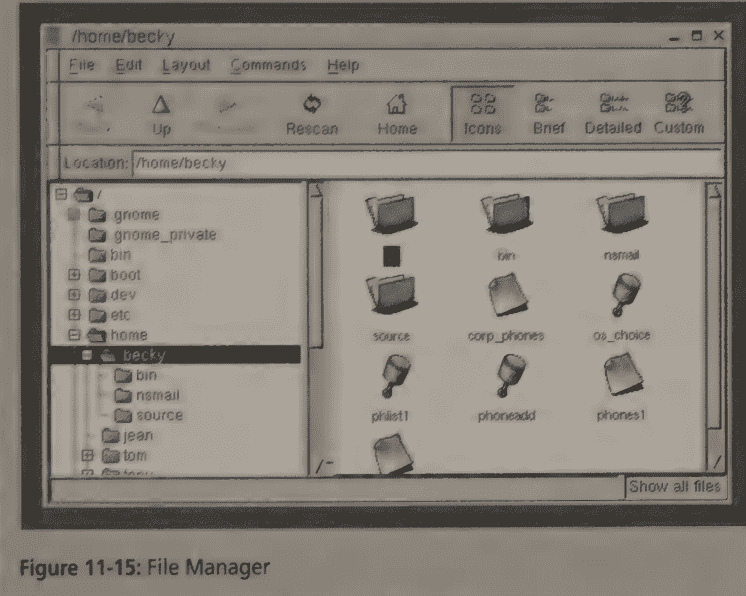 /home/becky
File Edit Layout Commands Help
Up Rescan Home Icons Brief Detailed Custom
Location: /home/becky
/
gnome
gnome_private
bin
boot
dev
etc
home
becky
bin
nsmail
source
jean
tom
bin nsmail
source corp_phones os_choice
phlist1 phoneadd phones1
Show all files
Figure 11-15: File Manager